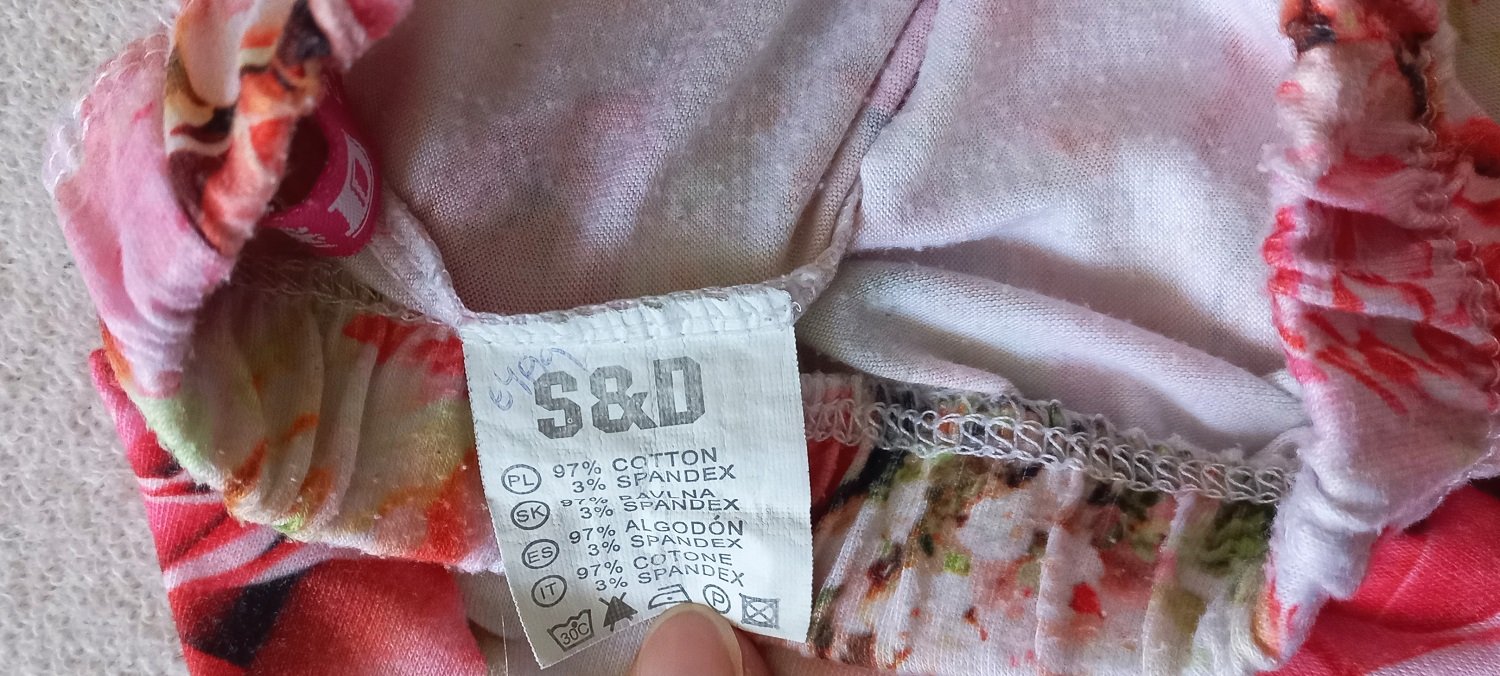 S&D
PL 97% COTTON
3% SPANDEX
SK 97% BAVLNA
3% SPANDEX
ES 97% ALGODÓN
3% SPANDEX
IT 97% COTONE
3% SPANDEX
30C P